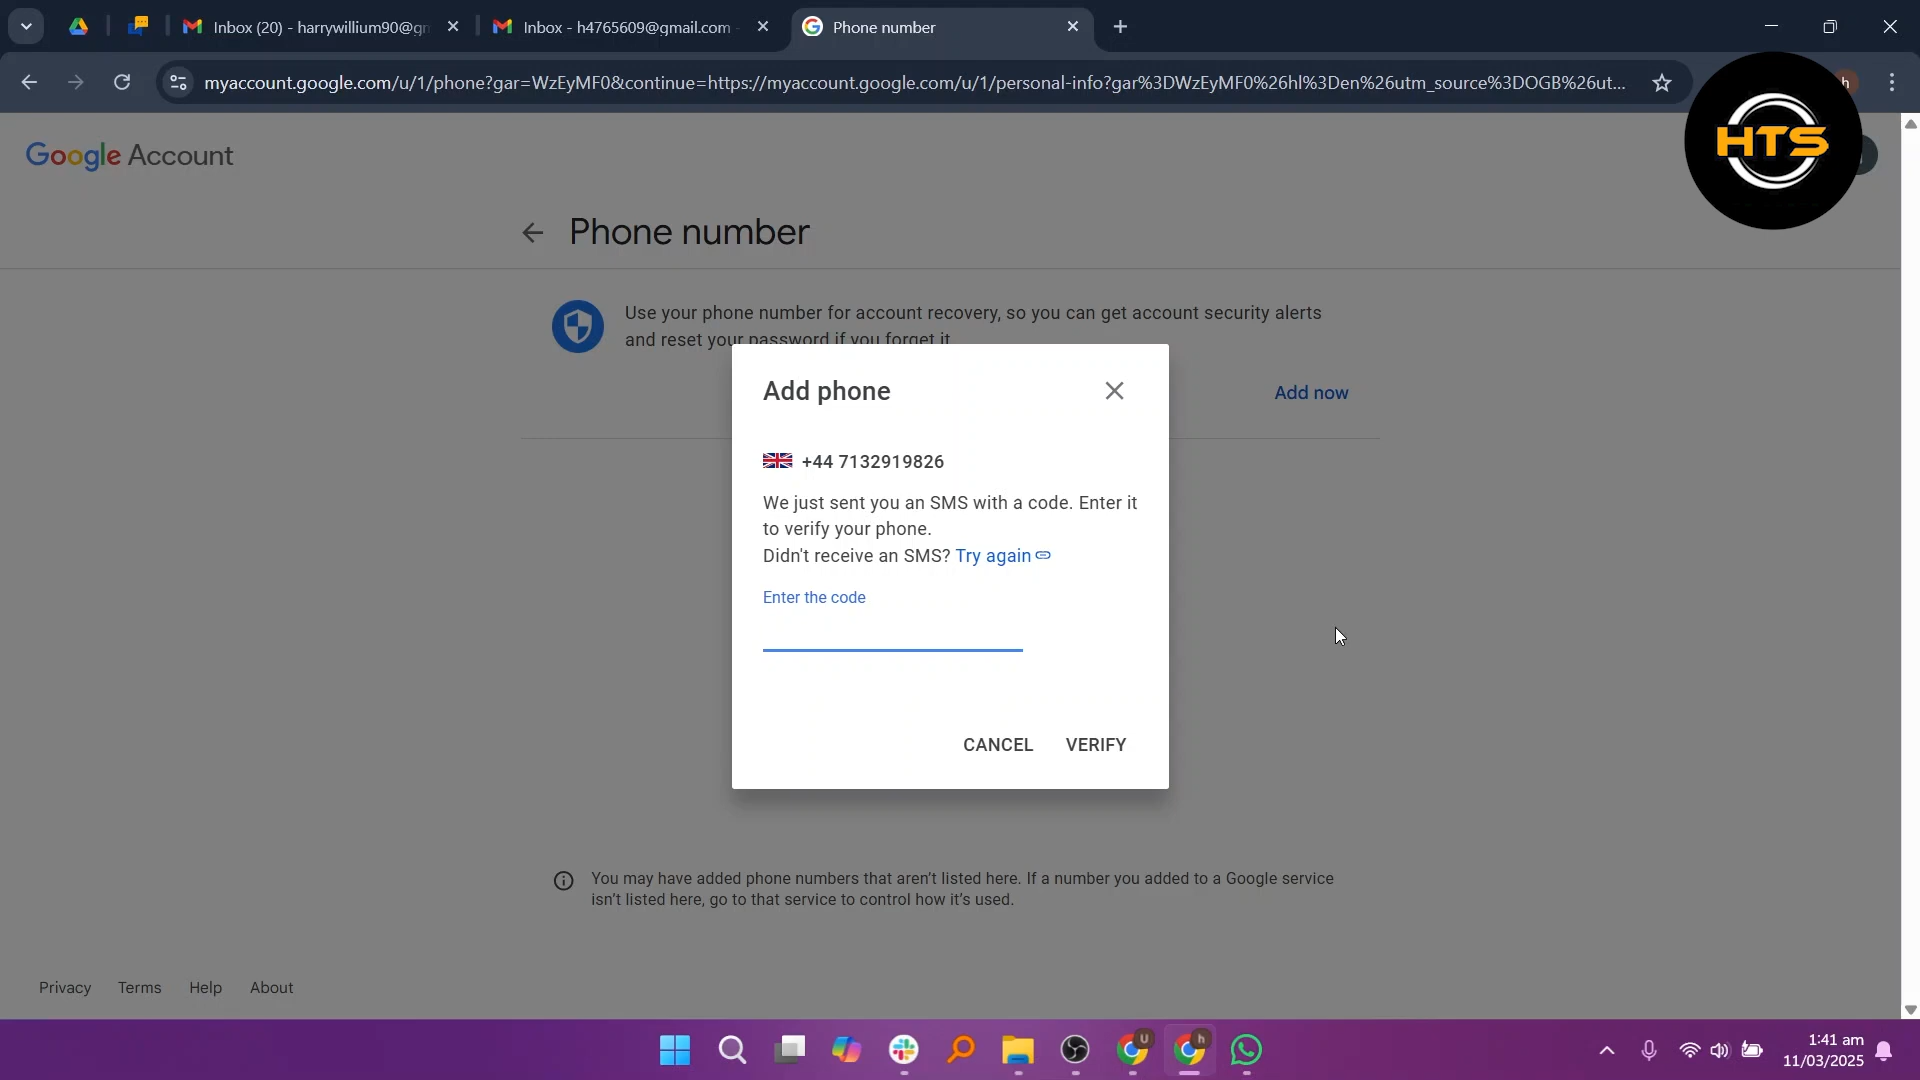 Inbox (20) - harrywillium90@gr
Inbox - h4765609@gmail.com -
Phone number
myaccount.google.com/u/1/phone?gar=WzEyMF0&continue=https://myaccount.google.com/u/1/personal-info?gar%3DWzEyMF0%26hl%3Den%26utm_source%3DOGB%26ut...
h
HTS
Google Account
Phone number
Use your phone number for account recovery, so you can get account security alerts
and reset your password if you forget it
Add now
Add phone
+44 7132919826
We just sent you an SMS with a code. Enter it
to verify your phone.
Didn't receive an SMS? Try again
Enter the code
CANCEL VERIFY
You may have added phone numbers that aren't listed here. If a number you added to a Google service
isn't listed here, go to that service to control how it's used.
Privacy Terms Help About
U
h
1:41 am
11/03/2025